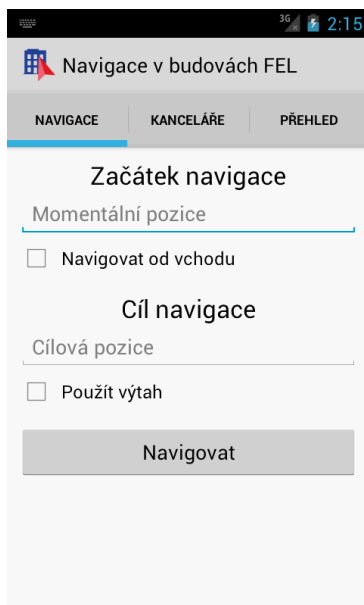 3G 2:15
Navigace v budovách FEL
NAVIGACE KANCELÁŘE PŘEHLED
Začátek navigace
Momentální pozice
Navigovat od vchodu
Cíl navigace
Cílová pozice
Použít výtah
Navigovat